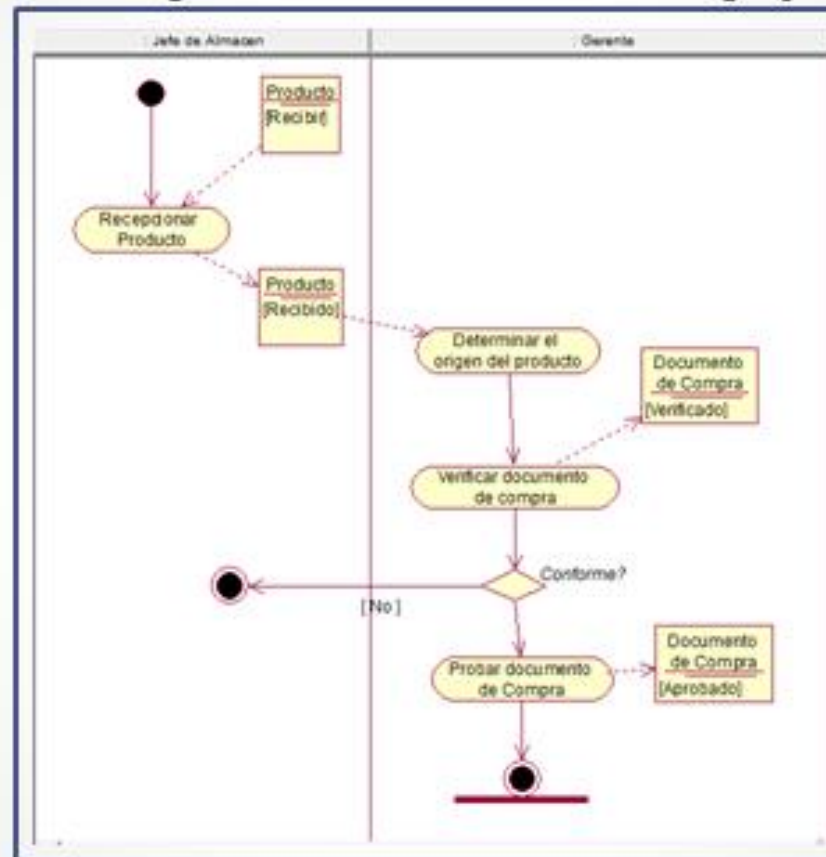 : Jefe de Almacen
: Gerente
Producto
[Recibir]
Recepcionar
Producto
Producto
[Recibido]
Determinar el
origen del producto
Documento
de Compra
[Verificado]
Verificar documento
de compra
Conforme?
[ No ]
Probar documento
de Compra
Documento
de Compra
[Aprobado]